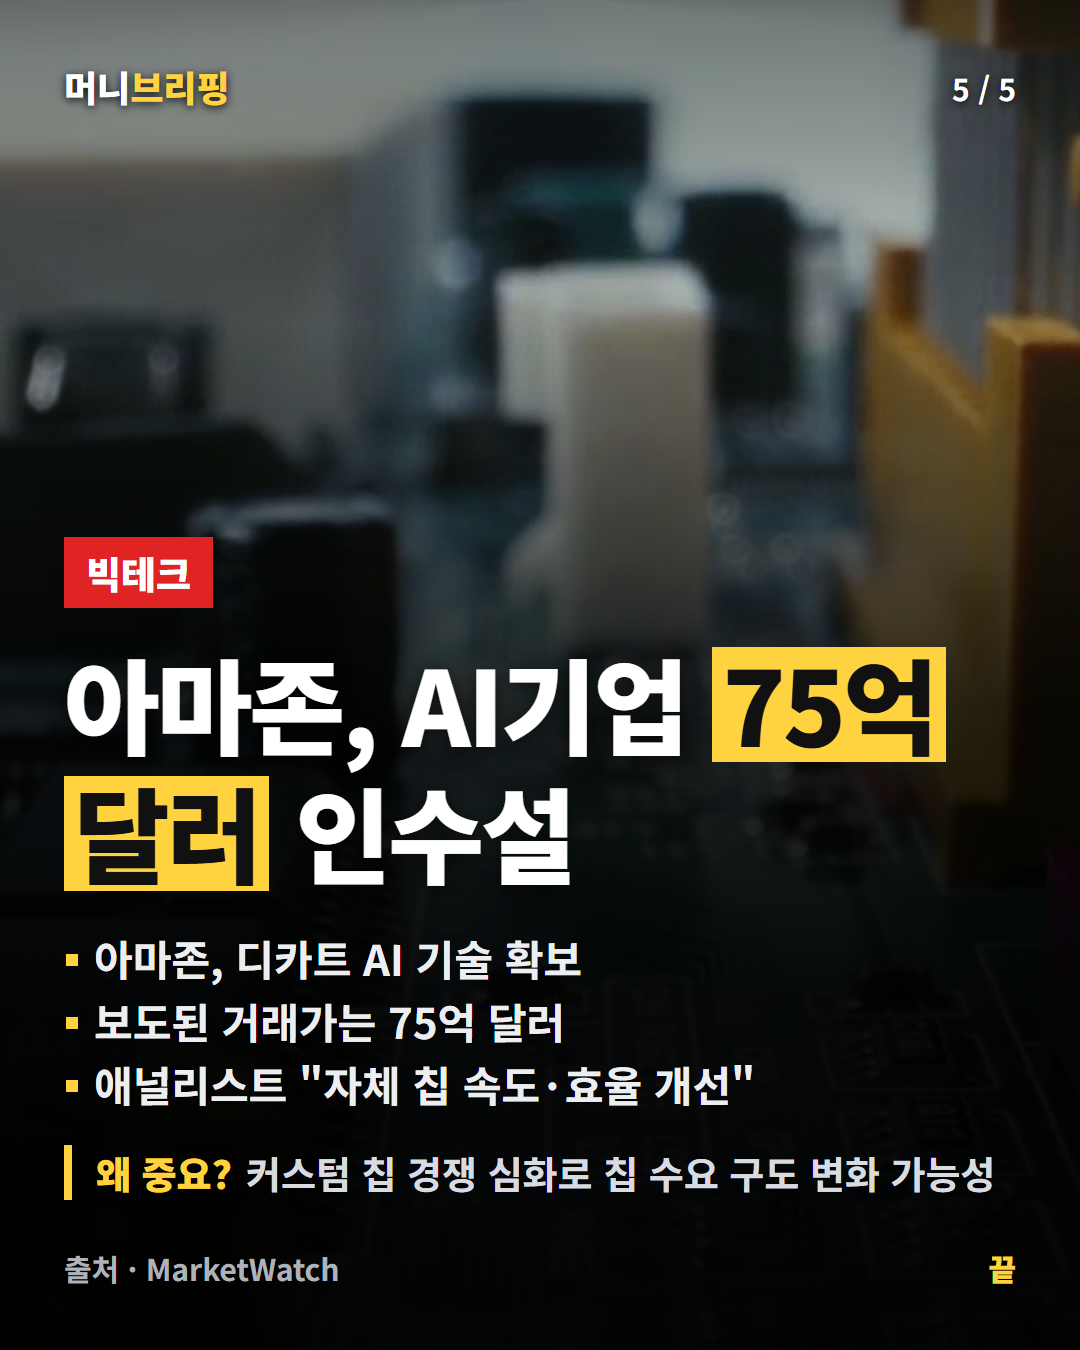 머니브리핑
5 / 5
빅테크
아마존, AI기업 75억
달러 인수설
아마존, 디카트 AI 기술 확보
보도된 거래가는 75억 달러
애널리스트 "자체 칩 속도·효율 개선"
왜 중요? 커스텀 칩 경쟁 심화로 칩 수요 구도 변화 가능성
출처 · MarketWatch
끝